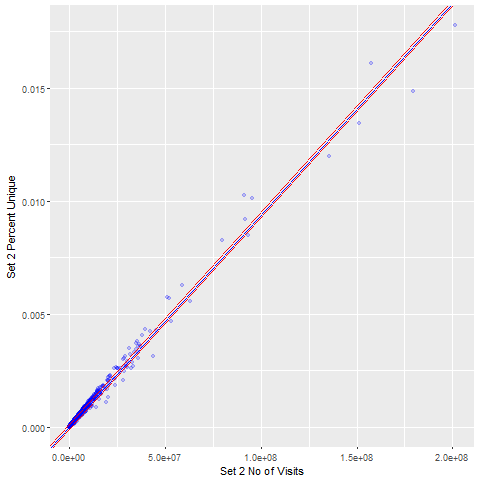 0.015
0.010
0.005
0.000
Set 2 Percent Unique
0.0e+00
5.0e+07
1.0e+08
1.5e+08
2.0e+08
Set 2 No of Visits